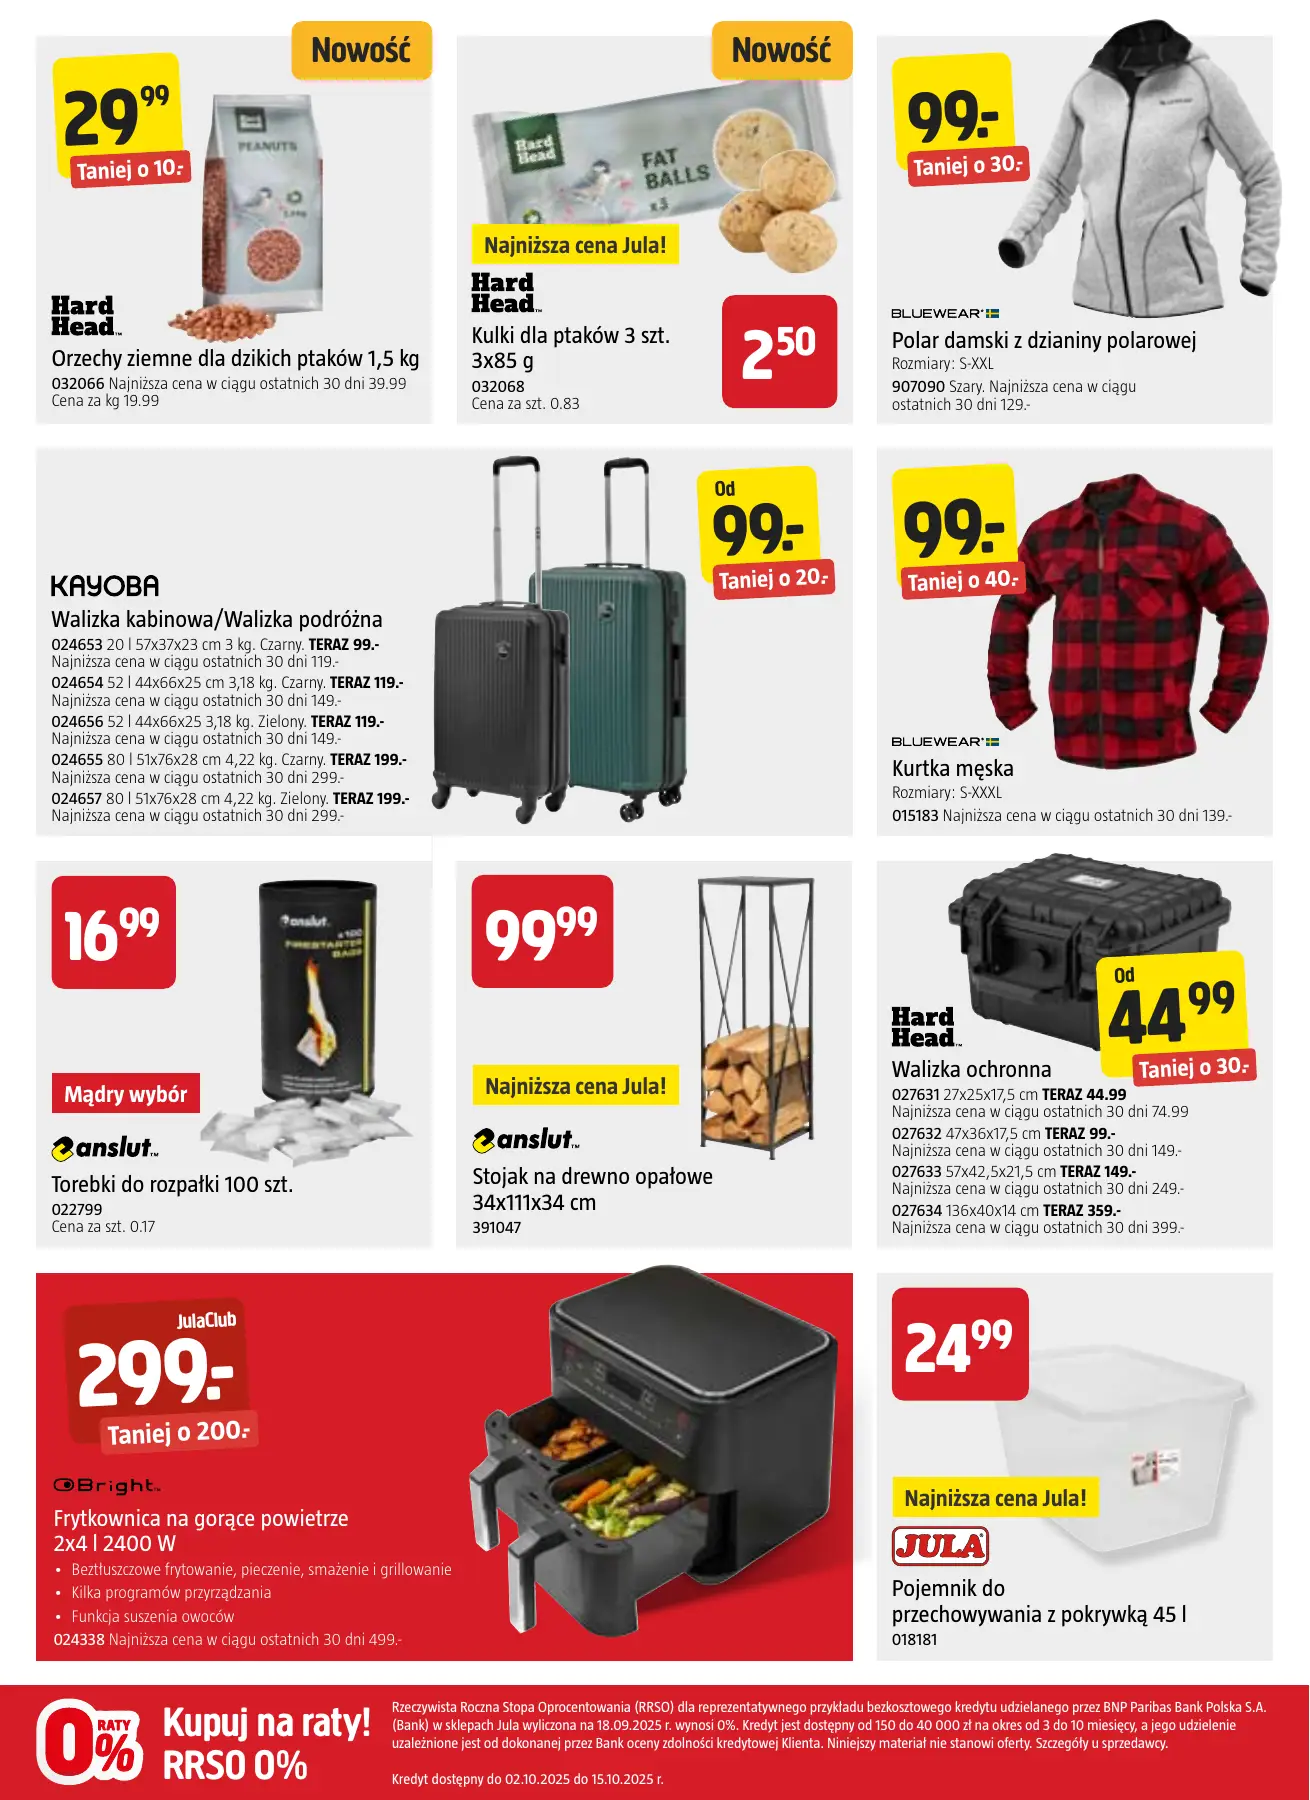 Nowość
29 99
Taniej o 10.-
Hard Head
PEANUTS
Hard
Head™
Orzechy ziemne dla dzikich ptaków 1,5 kg
032066 Najniższa cena w ciągu ostatnich 30 dni 39.99
Cena za kg 19.99
Nowość
Hard
Head
FAT
BALLS
x3
Najniższa cena Jula!
Hard
Head™
Kulki dla ptaków 3 szt.
3x85 g
032068
Cena za szt. 0.83
2 50
99.-
Taniej o 30.-
BLUEWEAR
Polar damski z dzianiny polarowej
Rozmiary: S-XXL
907090 Szary. Najniższa cena w ciągu
ostatnich 30 dni 129.-
KAYOBA
Walizka kabinowa/Walizka podróżna
024653 20 l 57x37x23 cm 3 kg. Czarny. TERAZ 99.-
Najniższa cena w ciągu ostatnich 30 dni 119.-
024654 52 l 44x66x25 cm 3,18 kg. Czarny. TERAZ 119.-
Najniższa cena w ciągu ostatnich 30 dni 149.-
024656 52 l 44x66x25 3,18 kg. Zielony. TERAZ 119.-
Najniższa cena w ciągu ostatnich 30 dni 149.-
024655 80 l 51x76x28 cm 4,22 kg. Czarny. TERAZ 199.-
Najniższa cena w ciągu ostatnich 30 dni 299.-
024657 80 l 51x76x28 cm 4,22 kg. Zielony. TERAZ 199.-
Najniższa cena w ciągu ostatnich 30 dni 299.-
Od
99.-
Taniej o 20.-
99.-
Taniej o 40.-
BLUEWEAR
Kurtka męska
Rozmiary: S-XXXL
015183 Najniższa cena w ciągu ostatnich 30 dni 139.-
16 99
anslut
x100
FIRESTARTER
BAGS
Mądry wybór
anslut™
Torebki do rozpałki 100 szt.
022799
Cena za szt. 0.17
99 99
Najniższa cena Jula!
anslut™
Stojak na drewno opałowe
34x111x34 cm
391047
Od
44 99
Taniej o 30.-
Hard
Head™
Walizka ochronna
027631 27x25x17,5 cm TERAZ 44.99
Najniższa cena w ciągu ostatnich 30 dni 74.99
027632 47x36x17,5 cm TERAZ 99.-
Najniższa cena w ciągu ostatnich 30 dni 149.-
027633 57x42,5x21,5 cm TERAZ 149.-
Najniższa cena w ciągu ostatnich 30 dni 249.-
027634 136x40x14 cm TERAZ 359.-
Najniższa cena w ciągu ostatnich 30 dni 399.-
JulaClub
299.-
Taniej o 200.-
Bright™
Frytkownica na gorące powietrze
2x4 l 2400 W
• Beztłuszczowe frytowanie, pieczenie, smażenie i grillowanie
• Kilka programów przyrządzania
• Funkcja suszenia owoców
024338 Najniższa cena w ciągu ostatnich 30 dni 499.-
24 99
Najniższa cena Jula!
JULA®
Pojemnik do
przechowywania z pokrywką 45 l
018181
0% RATY
Kupuj na raty!
RRSO 0%
Rzeczywista Roczna Stopa Oprocentowania (RRSO) dla reprezentatywnego przykładu bezkosztowego kredytu udzielanego przez BNP Paribas Bank Polska S.A.
(Bank) w sklepach Jula wyliczona na 18.09.2025 r. wynosi 0%. Kredyt jest dostępny od 150 do 40 000 zł na okres od 3 do 10 miesięcy, a jego udzielenie
uzależnione jest od dokonanej przez Bank oceny zdolności kredytowej Klienta. Niniejszy materiał nie stanowi oferty. Szczegóły u sprzedawcy.
Kredyt dostępny do 02.10.2025 do 15.10.2025 r.